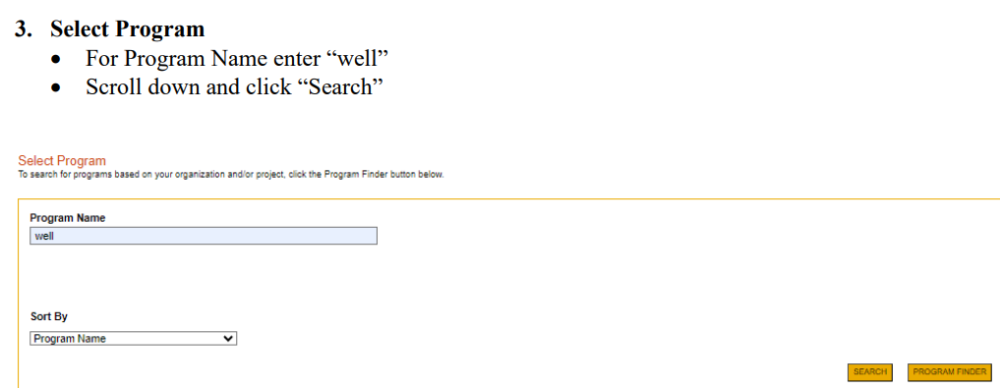 3. Select Program
• For Program Name enter “well”
• Scroll down and click “Search”
Select Program
To search for programs based on your organization and/or project, click the Program Finder button below.
Program Name
well
Sort By
Program Name
SEARCH PROGRAM FINDER